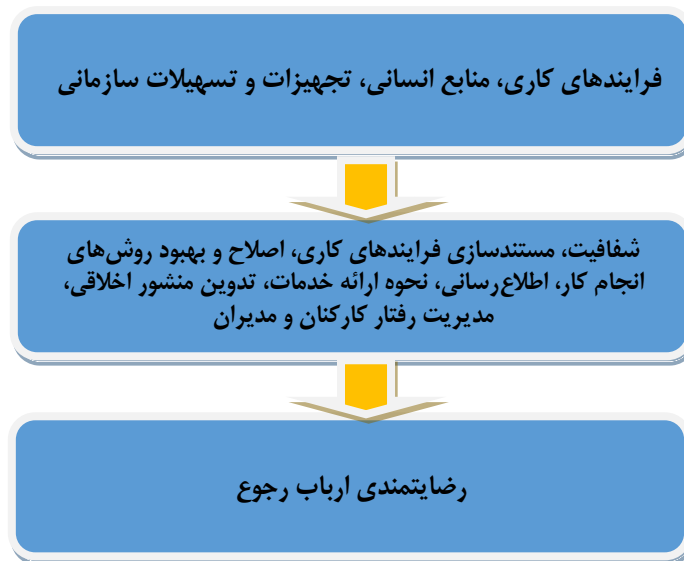 فرایندهای کاری، منابع انسانی، تجهیزات و تسهیلات سازمانی
شفافیت، مستندسازی فرایندهای کاری، اصلاح و بهبود روش‌های
انجام کار، اطلاع‌رسانی، نحوه ارائه خدمات، تدوین منشور اخلاقی،
مدیریت رفتار کارکنان و مدیران
رضایتمندی ارباب رجوع